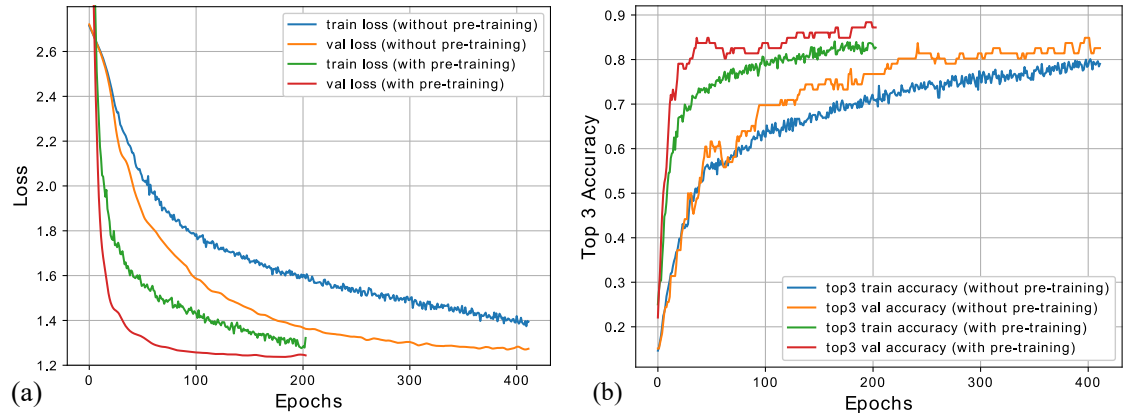 2.6
2.4
2.2
2.0
1.8
1.6
1.4
1.2
Loss
0
100
200
300
400
Epochs
train loss (without pre-training)
val loss (without pre-training)
train loss (with pre-training)
val loss (with pre-training)
(a)
0.9
0.8
0.7
0.6
0.5
0.4
0.3
0.2
Top 3 Accuracy
0
100
200
300
400
Epochs
top3 train accuracy (without pre-training)
top3 val accuracy (without pre-training)
top3 train accuracy (with pre-training)
top3 val accuracy (with pre-training)
(b)